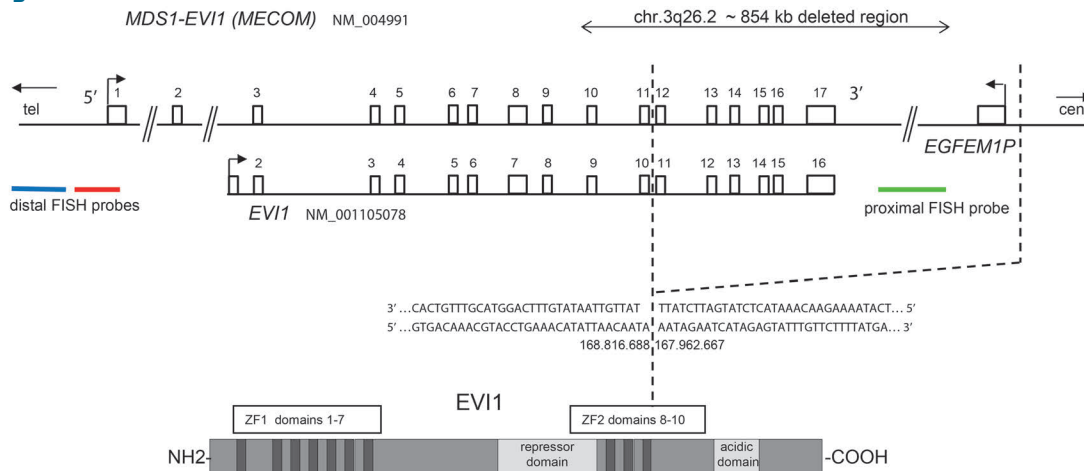 MDS1-EVI1 (MECOM) NM_004991
chr.3q26.2 ~ 854 kb deleted region
tel
5'
1 2 3 4 5 6 7 8 9 10 11 12 13 14 15 16 17
3'
cen
EGFEM1P
2 3 4 5 6 7 8 9 10 11 12 13 14 15 16
distal FISH probes
EVI1 NM_001105078
proximal FISH probe
3' ...CACTGTTTGCATGGACTTTGTATAATTGTTAT TTATCTTAGTATCTCATAAACAAGAAAATACT... 5'
5' ...GTGACAAACGTACCTGAAACATATTAACAATA AATAGAATCATAGAGTATTTGTTCTTTTATGA... 3'
168.816.688 167.962.667
EVI1
ZF1 domains 1-7
ZF2 domains 8-10
NH2-
repressor
domain
acidic
domain
-COOH